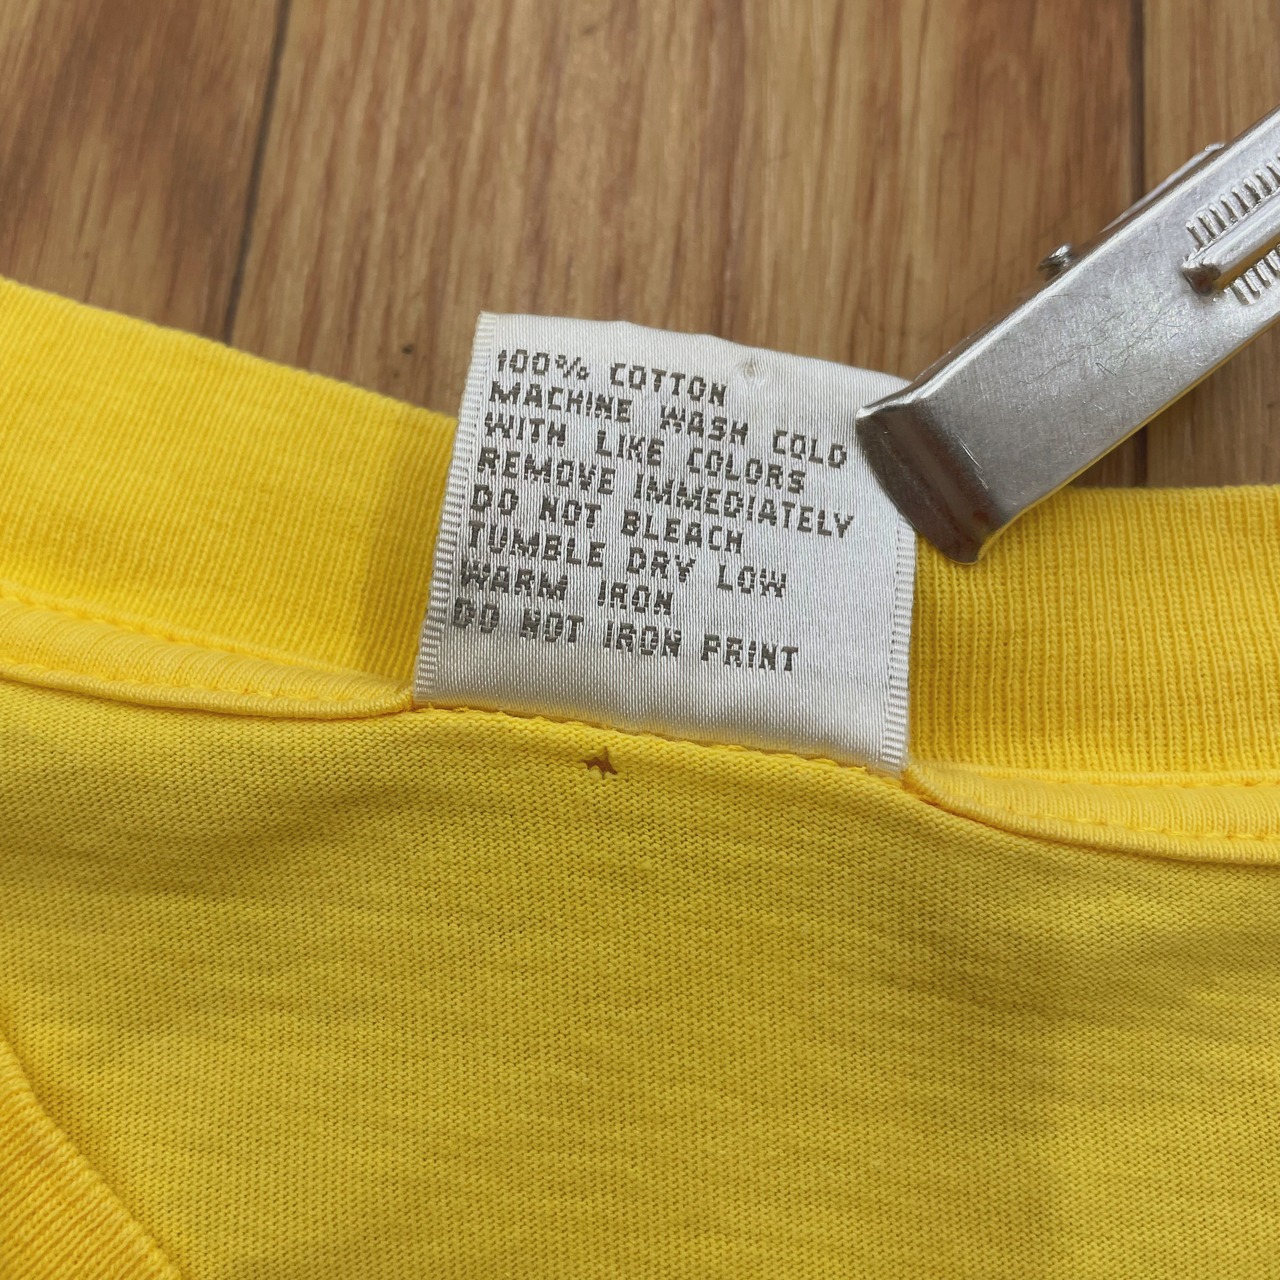 100% COTTON
MACHINE WASH COLD
WITH LIKE COLORS
REMOVE IMMEDIATELY
DO NOT BLEACH
TUMBLE DRY LOW
WARM IRON
DO NOT IRON PRINT